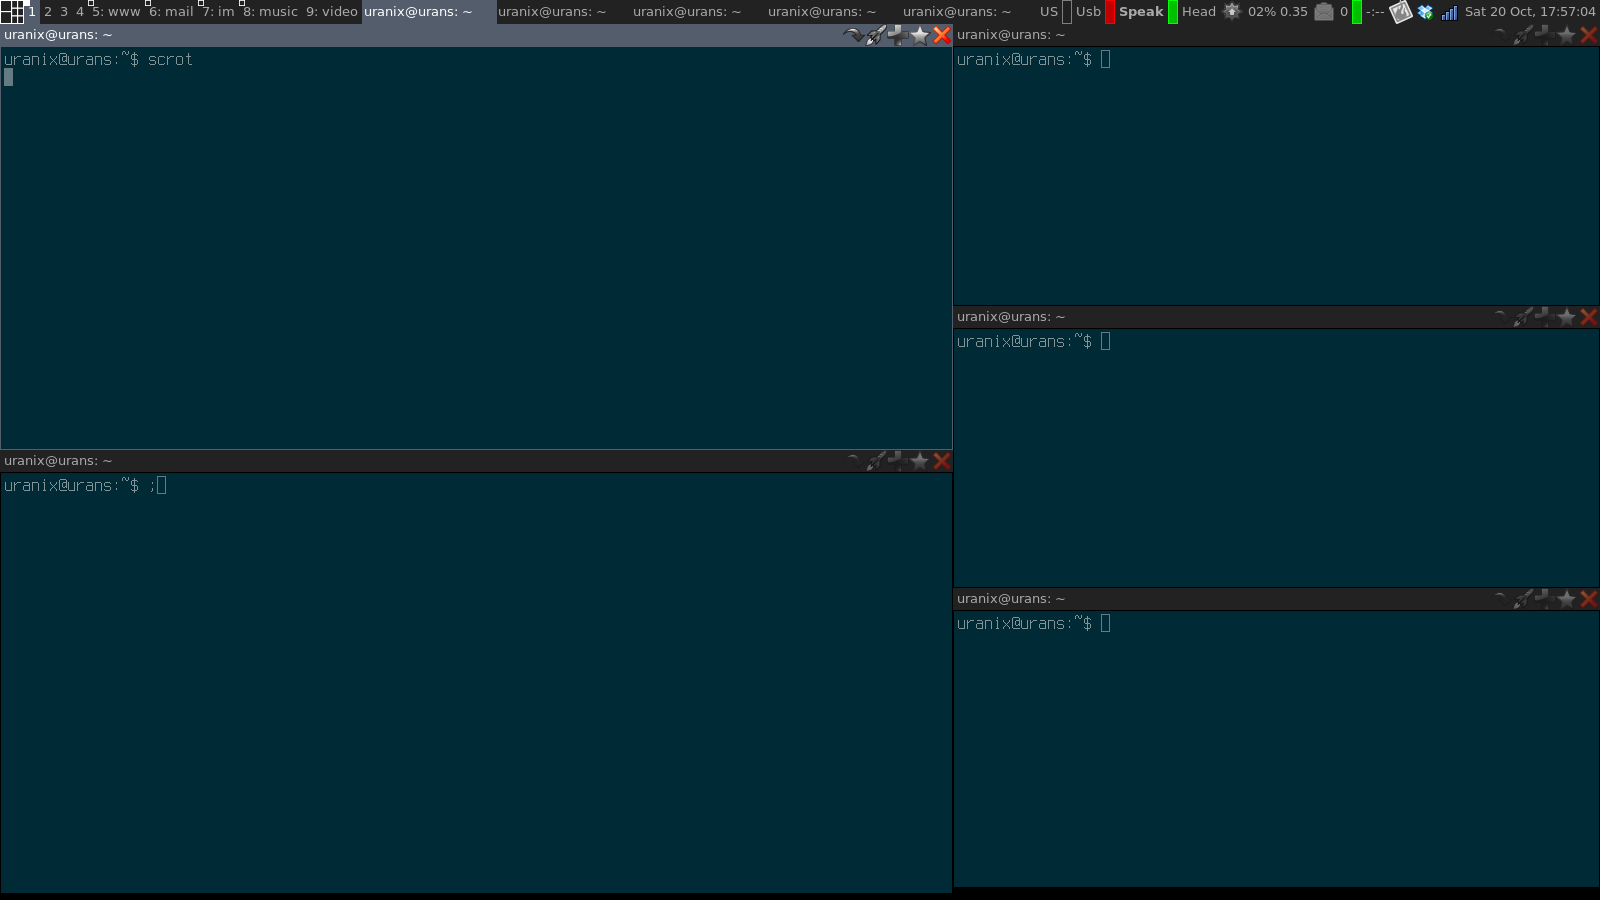 1 2 3 4 5: www 6: mail 7: im 8: music 9: video uranix@urans: ~ uranix@urans: ~ uranix@urans: ~ uranix@urans: ~ uranix@urans: ~ US Usb Speak Head 02% 0.35 0 -:-- Sat 20 Oct, 17:57:04
uranix@urans: ~
uranix@urans:~$ scrot
uranix@urans: ~
uranix@urans:~$ ;
uranix@urans: ~
uranix@urans:~$
uranix@urans: ~
uranix@urans:~$
uranix@urans: ~
uranix@urans:~$